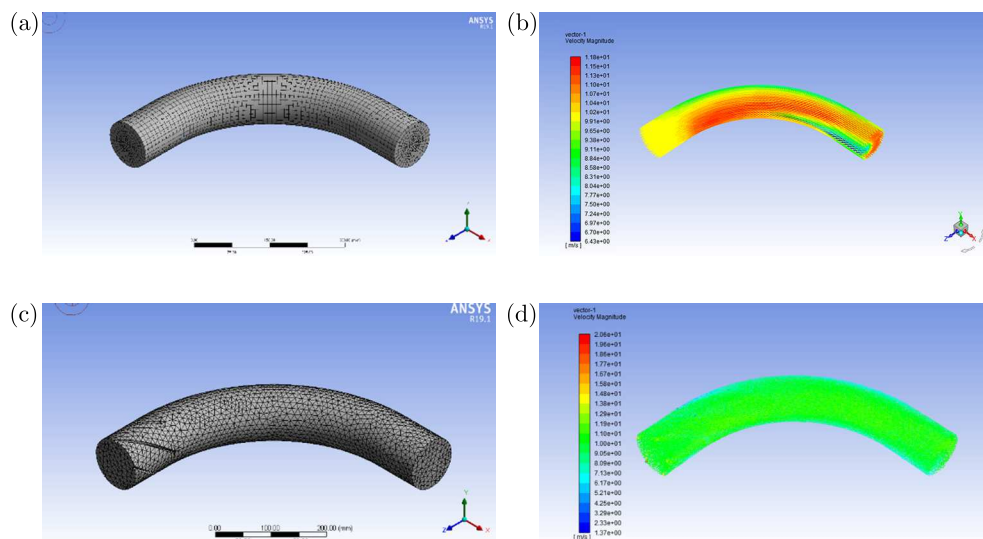 (a)
ANSYS
R19.1
0.00
(b)
vector-1
Velocity Magnitude
1.18e+01
1.15e+01
1.13e+01
1.10e+01
1.07e+01
1.04e+01
1.02e+01
9.91e+00
9.65e+00
9.38e+00
9.11e+00
8.84e+00
8.58e+00
8.31e+00
8.04e+00
7.77e+00
7.50e+00
7.24e+00
6.97e+00
6.70e+00
6.43e+00
[ m/s ]
Y
Z
X
(c)
ANSYS
R19.1
Y
Z
X
0.00
100.00
200.00 (mm)
(d)
vector-1
Velocity Magnitude
2.06e+01
1.96e+01
1.86e+01
1.77e+01
1.67e+01
1.58e+01
1.48e+01
1.38e+01
1.29e+01
1.19e+01
1.10e+01
1.00e+01
9.05e+00
8.09e+00
7.13e+00
6.17e+00
5.21e+00
4.25e+00
3.29e+00
2.33e+00
1.37e+00
[ m/s ]
Y
Z
X